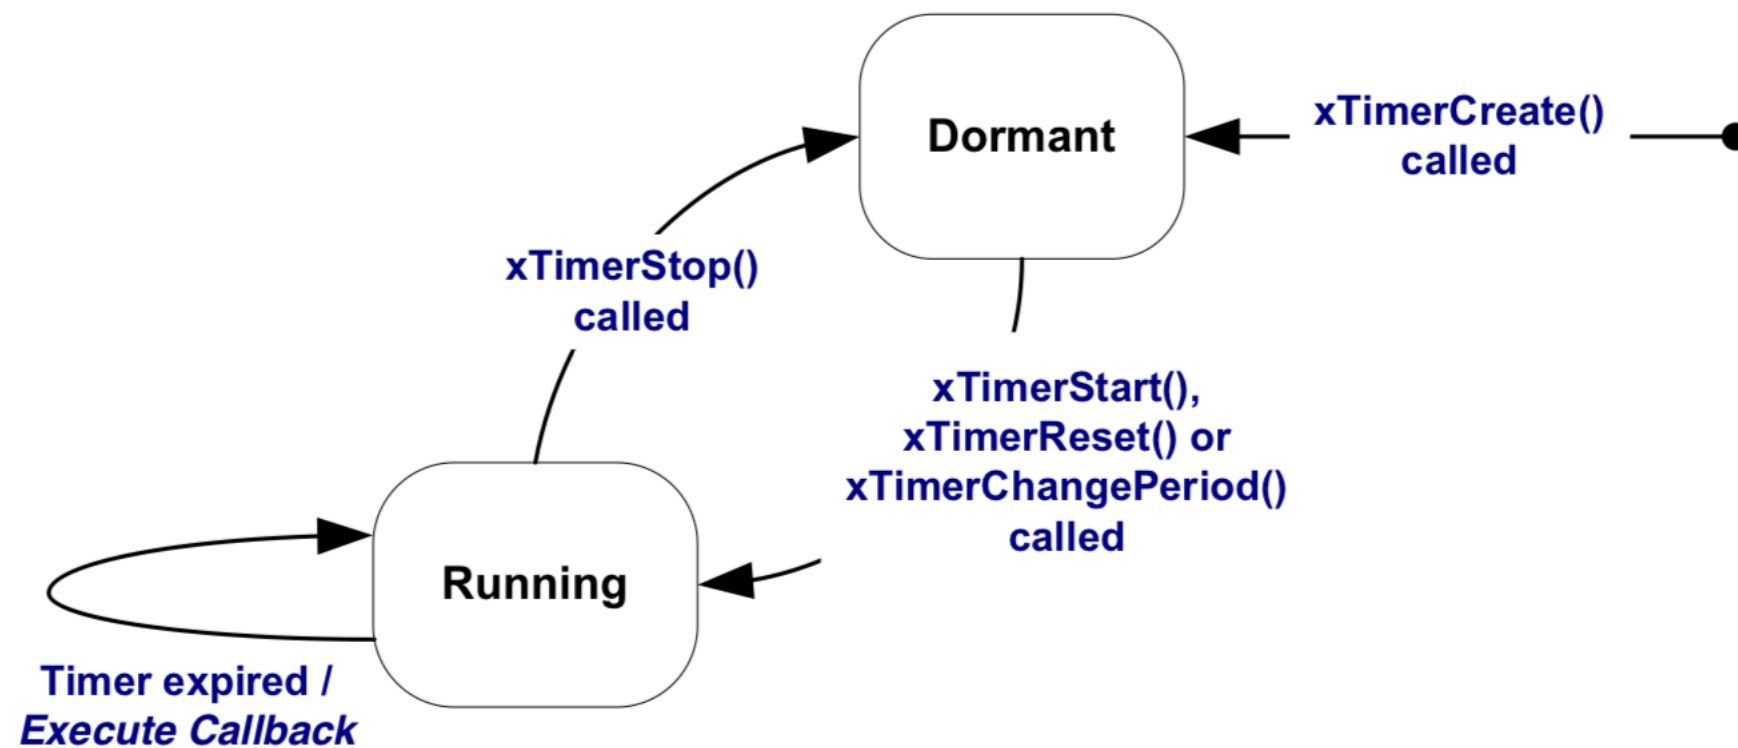 Dormant
xTimerCreate()
called
xTimerStop()
called
xTimerStart(),
xTimerReset() or
xTimerChangePeriod()
called
Running
Timer expired /
Execute Callback